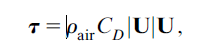 τ = ρ_air C_D |U| U ,